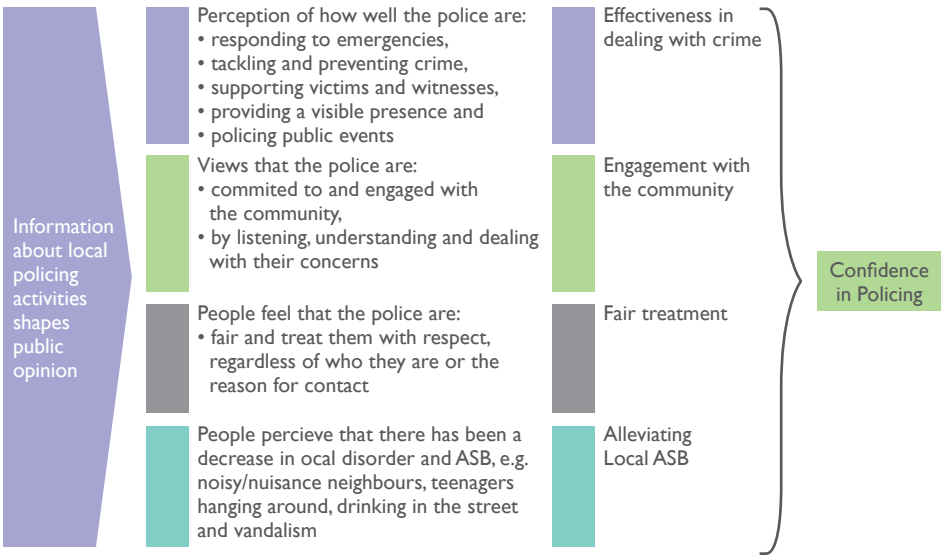 Information
about local
policing
activities
shapes
public
opinion
Perception of how well the police are:
• responding to emergencies,
• tackling and preventing crime,
• supporting victims and witnesses,
• providing a visible presence and
• policing public events
Effectiveness in
dealing with crime
Views that the police are:
• commited to and engaged with
the community,
• by listening, understanding and dealing
with their concerns
Engagement with
the community
People feel that the police are:
• fair and treat them with respect,
regardless of who they are or the
reason for contact
Fair treatment
People percieve that there has been a
decrease in ocal disorder and ASB, e.g.
noisy/nuisance neighbours, teenagers
hanging around, drinking in the street
and vandalism
Alleviating
Local ASB
Confidence
in Policing